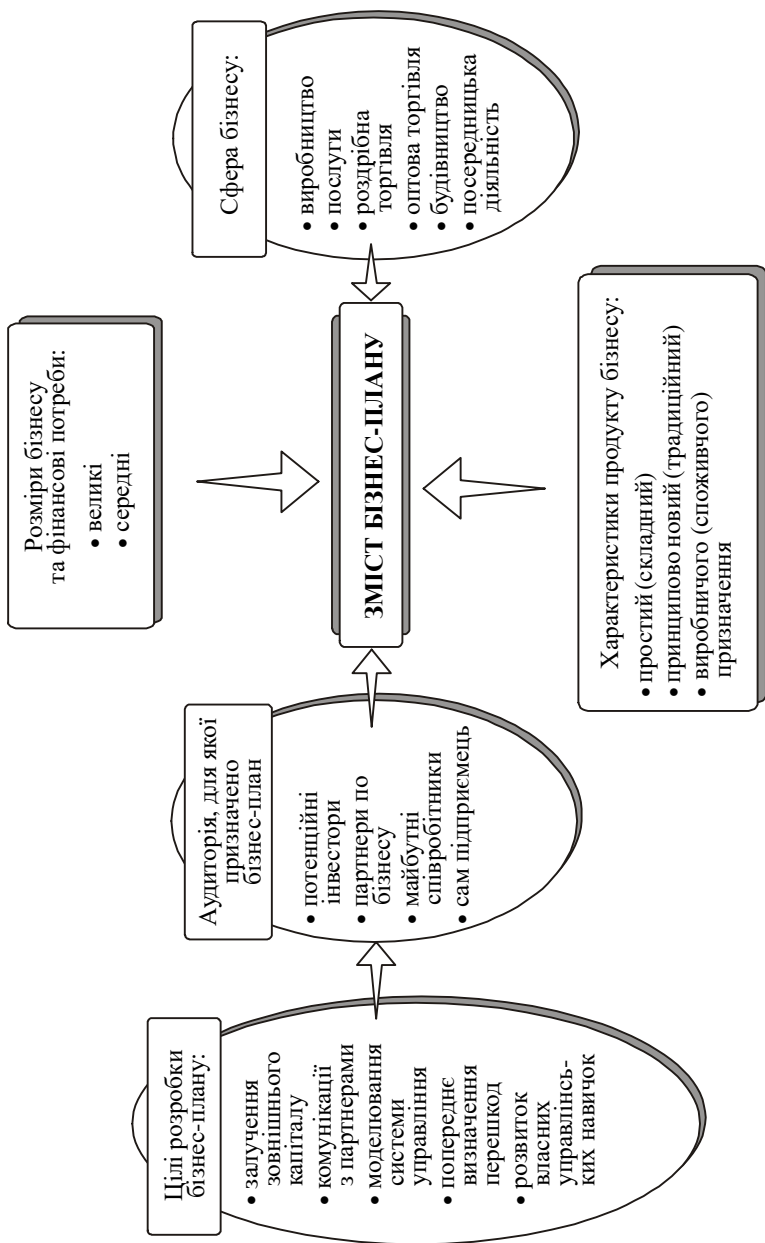 Цілі розробки
бізнес-плану:
• залучення
зовнішнього
капіталу
• комунікації
з партнерами
• моделювання
системи
управління
• попереднє
визначення
перешкод
• розвиток
власних
управлінсь-
ких навичок
Аудиторія, для якої
призначено
бізнес-план
• потенційні
інвестори
• партнери по
бізнесу
• майбутні
співробітники
• сам підприємець
Розміри бізнесу
та фінансові потреби:
• великі
• середні
ЗМІСТ БІЗНЕС-ПЛАНУ
Характеристики продукту бізнесу:
• простий (складний)
• принципово новий (традиційний)
• виробничого (споживчого)
призначення
Сфера бізнесу:
• виробництво
• послуги
• роздрібна
торгівля
• оптова торгівля
• будівництво
• посередницька
діяльність